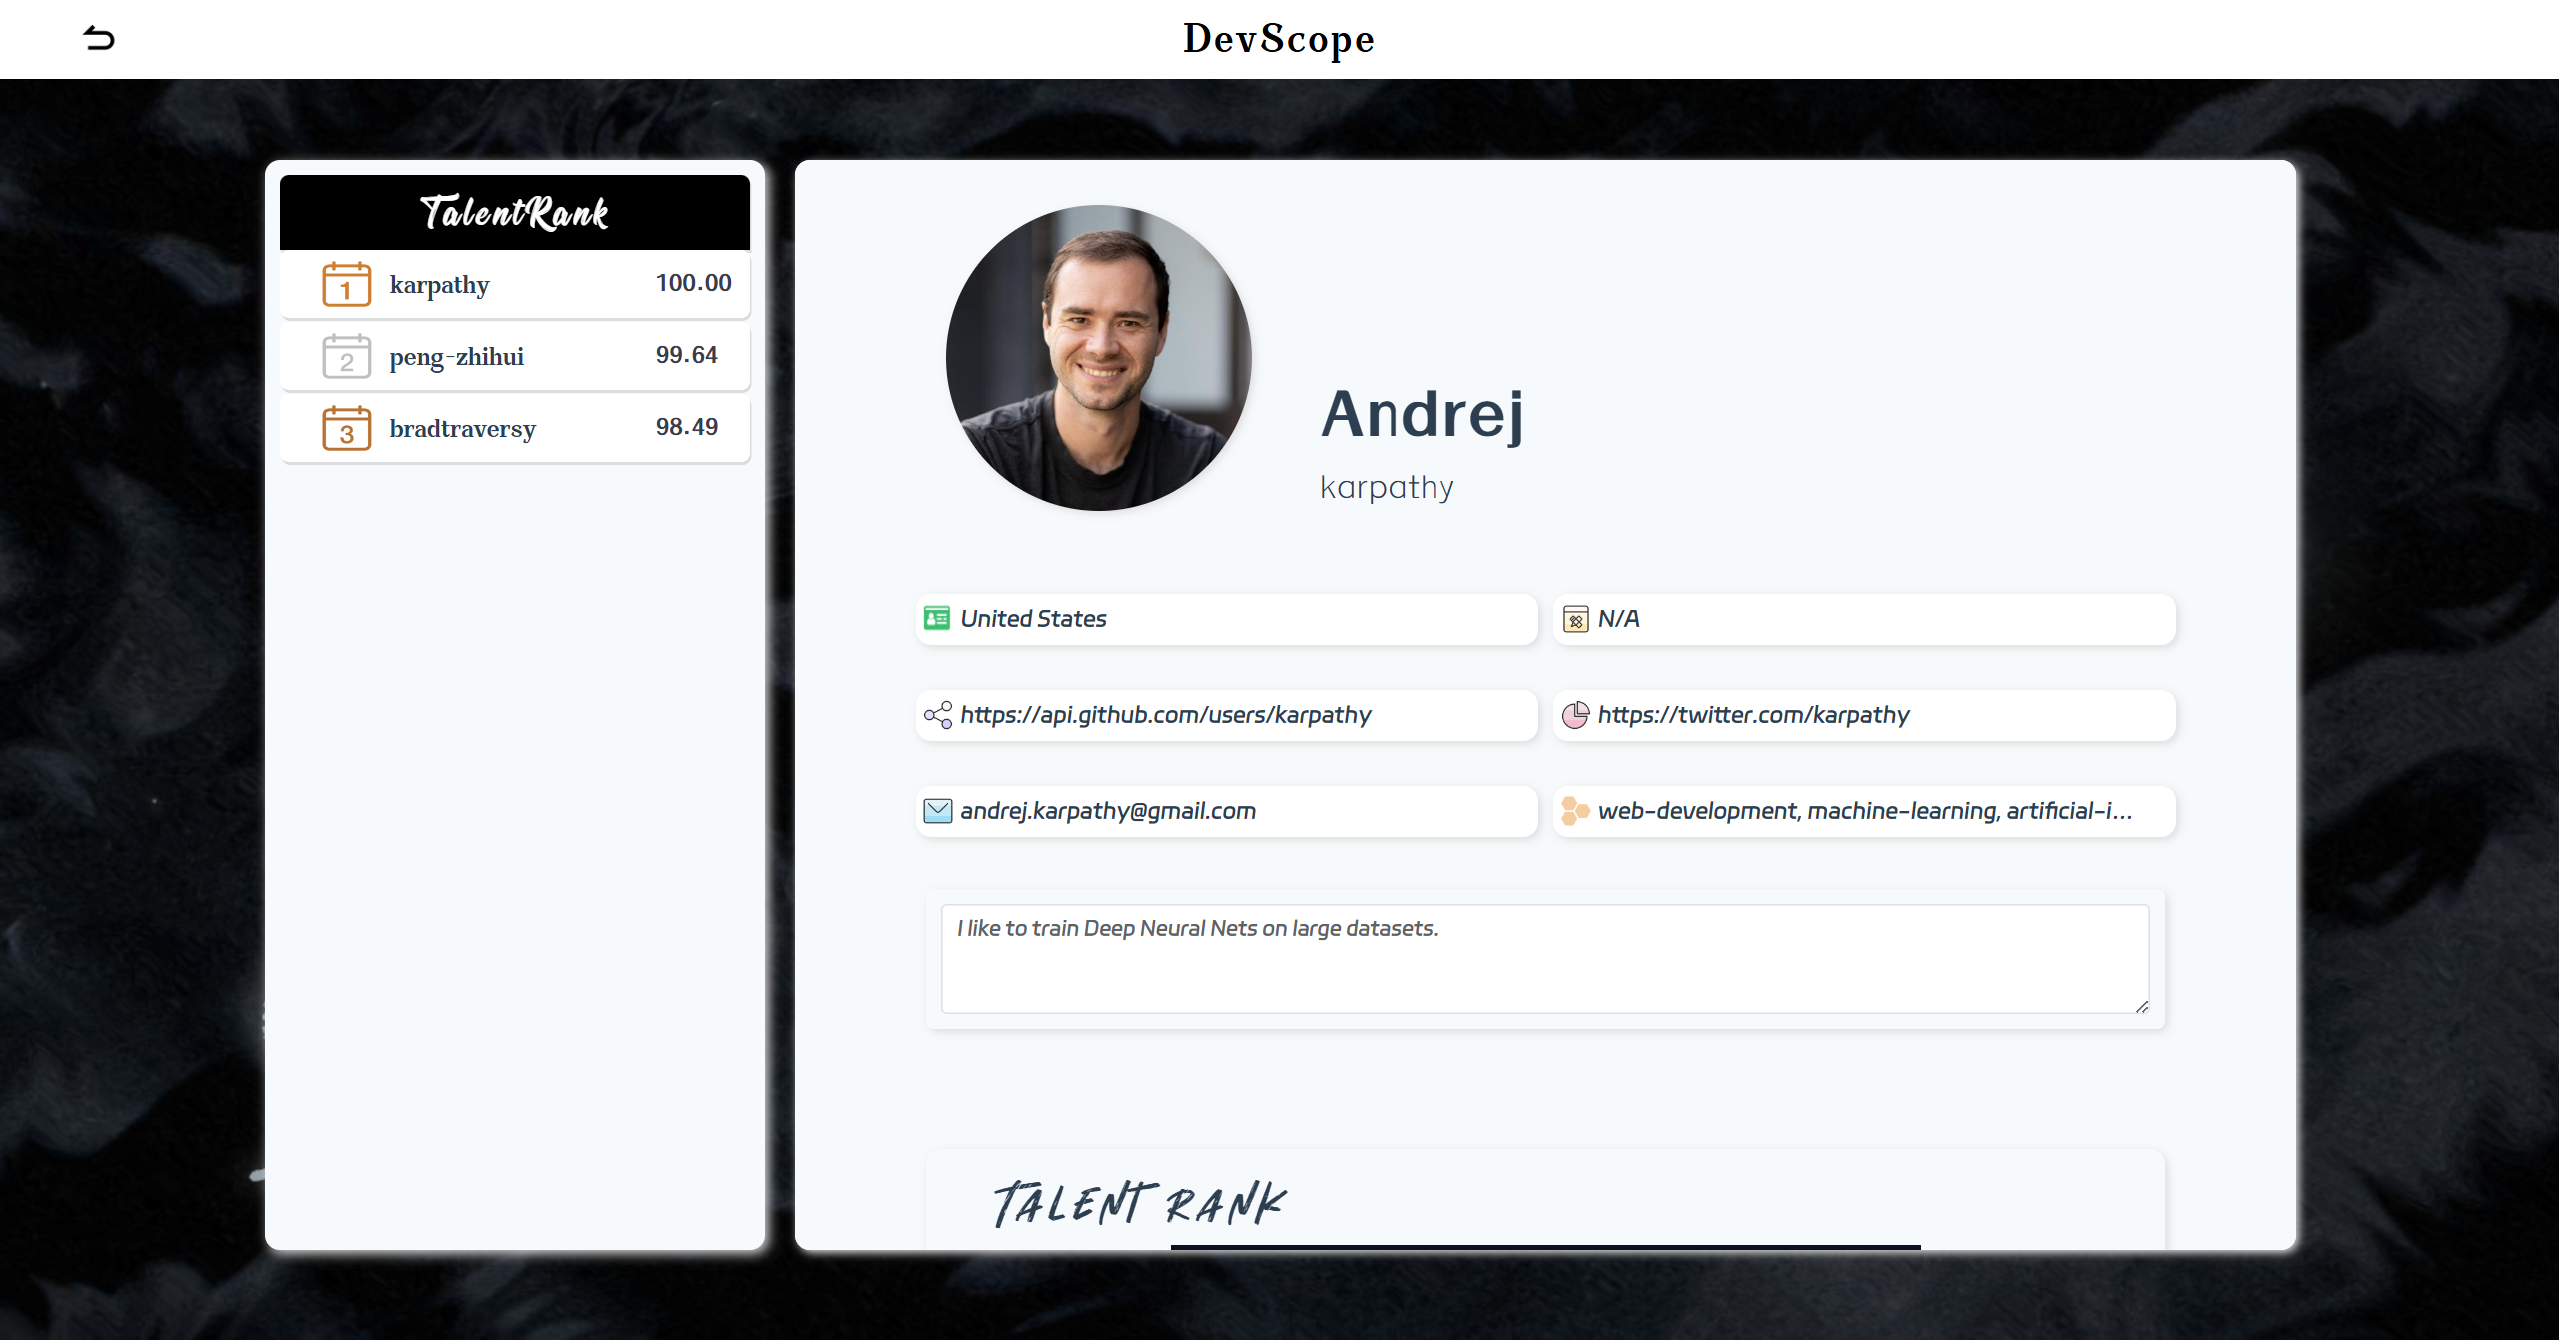 DevScope
TalentRank
1 karpathy 100.00
2 peng-zhihui 99.64
3 bradtraversy 98.49
Andrej
karpathy
United States
N/A
https://api.github.com/users/karpathy
https://twitter.com/karpathy
andrej.karpathy@gmail.com
web-development, machine-learning, artificial-i...
I like to train Deep Neural Nets on large datasets.
TALENT RANK